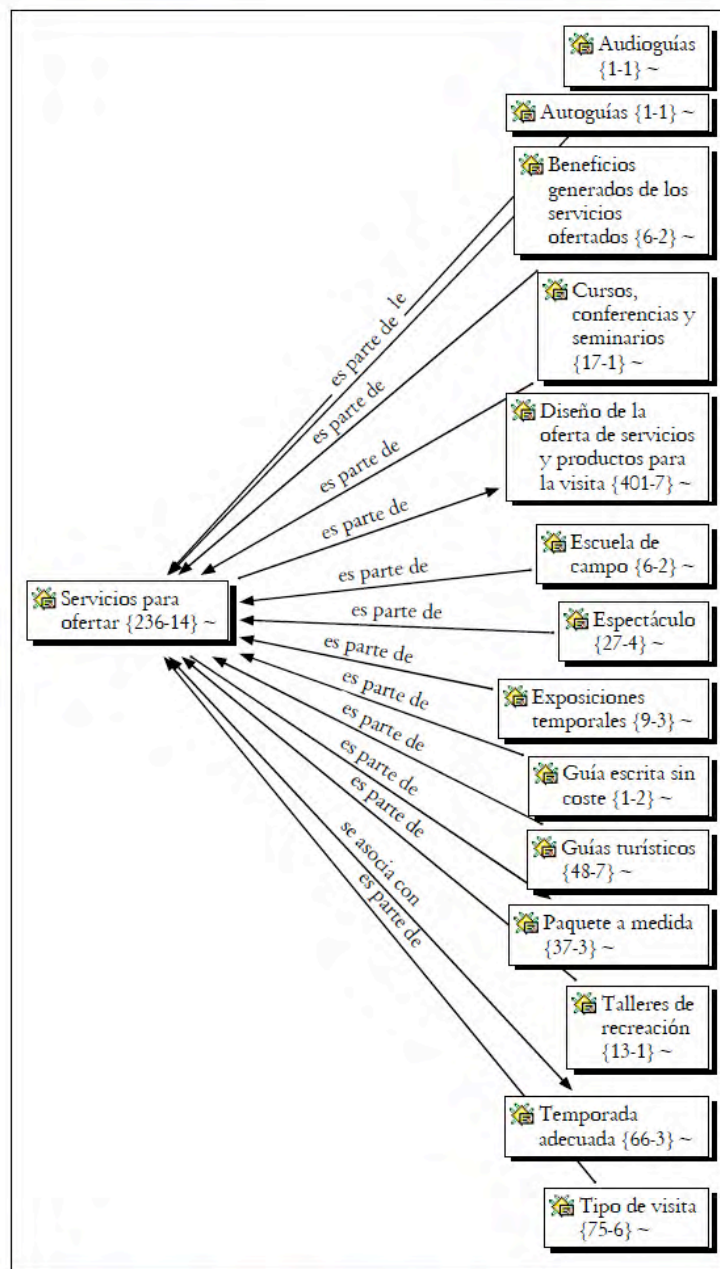 Audioguías
{1-1} ~
Autoguías {1-1} ~
Beneficios
generados de los
servicios
ofertados {6-2} ~
Cursos,
conferencias y
seminarios
{17-1} ~
Diseño de la
oferta de servicios
y productos para
la visita {401-7} ~
Escuela de
campo {6-2} ~
Espectáculo
{27-4} ~
Exposiciones
temporales {9-3} ~
Guía escrita sin
coste {1-2} ~
Guías turísticos
{48-7} ~
Paquete a medida
{37-3} ~
Talleres de
recreación
{13-1} ~
Temporada
adecuada {66-3} ~
Tipo de visita
{75-6} ~
Servicios para
ofertar {236-14} ~
le
es parte de
es parte de
es parte de
es parte de
es parte de
es parte de
es parte de
es parte de
es parte de
es parte de
es parte de
se asocia con
es parte de